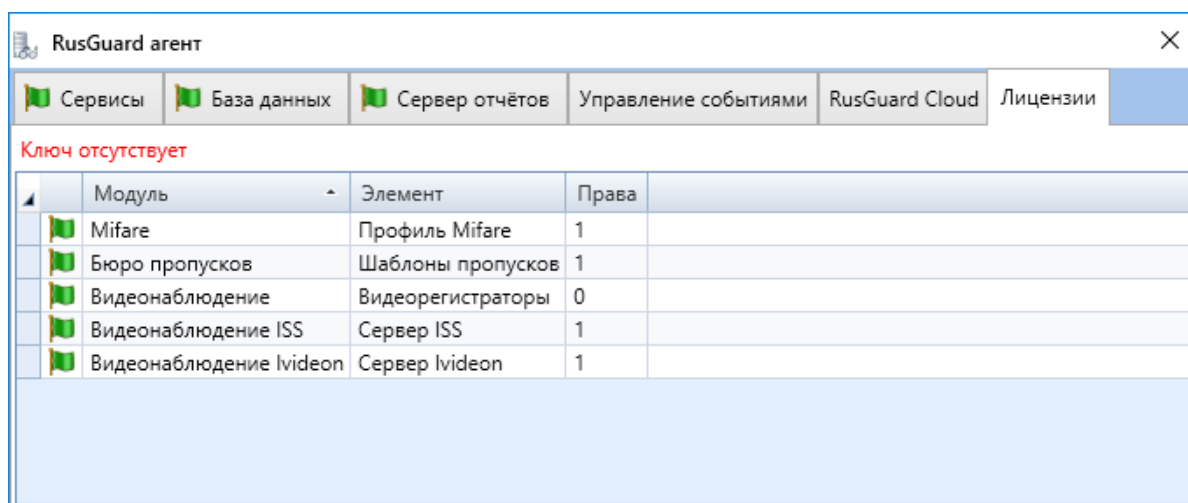 RusGuard агент
Сервисы База данных Сервер отчётов Управление событиями RusGuard Cloud Лицензии
Ключ отсутствует
Модуль Элемент Права
Mifare Профиль Mifare 1
Бюро пропусков Шаблоны пропусков 1
Видеонаблюдение Видеорегистраторы 0
Видеонаблюдение ISS Сервер ISS 1
Видеонаблюдение Ivideon Сервер Ivideon 1